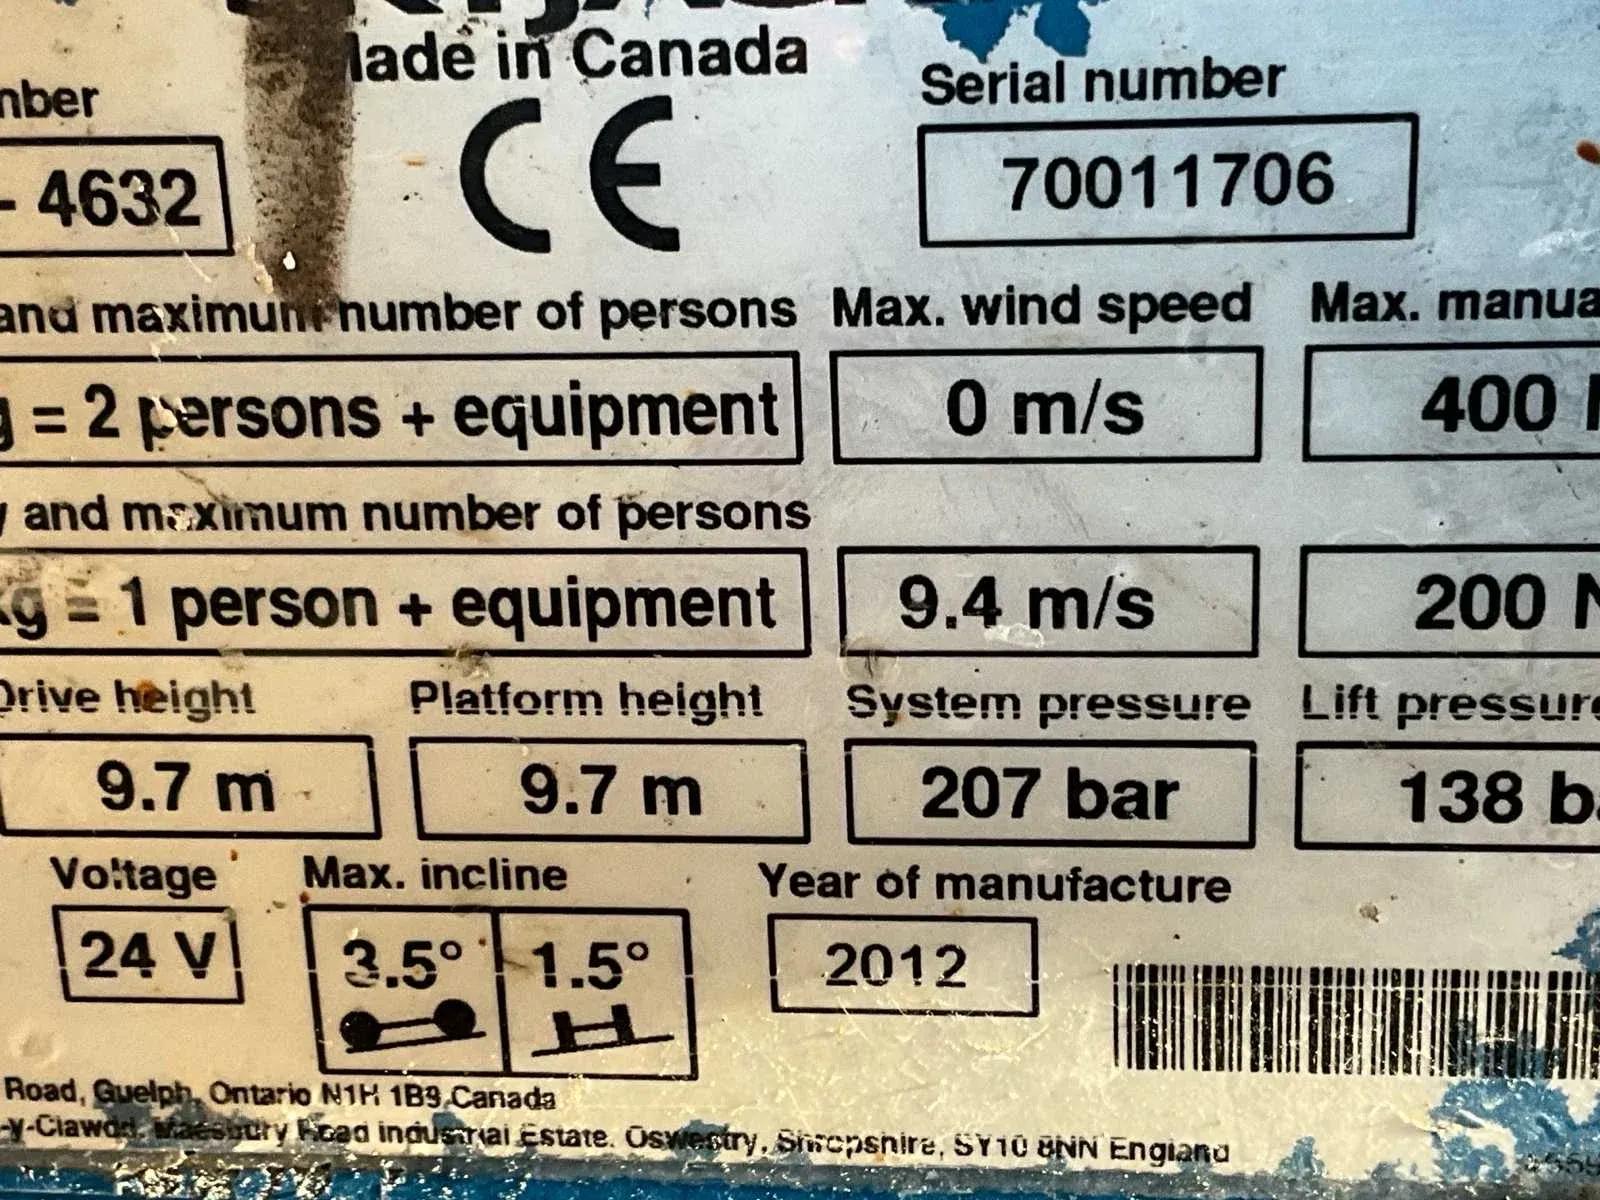 Made in Canada
Serial number
- 4632
70011706
and maximum number of persons
Max. wind speed
Max.
= 2 persons + equipment
0 m/s
400
and maximum number of persons
kg = 1 person + equipment
9.4 m/s
200 N
Drive height
Platform height
System pressure
Lift pressure
9.7 m
9.7 m
207 bar
138
Voltage
Max. incline
Year of manufacture
24 V
3.5°
1.5°
2012
Road, Guelph, Ontario N1H 1B9 Canada
Maesbury Road Industrial Estate. Oswestry, Shropshire, SY10 8NN England